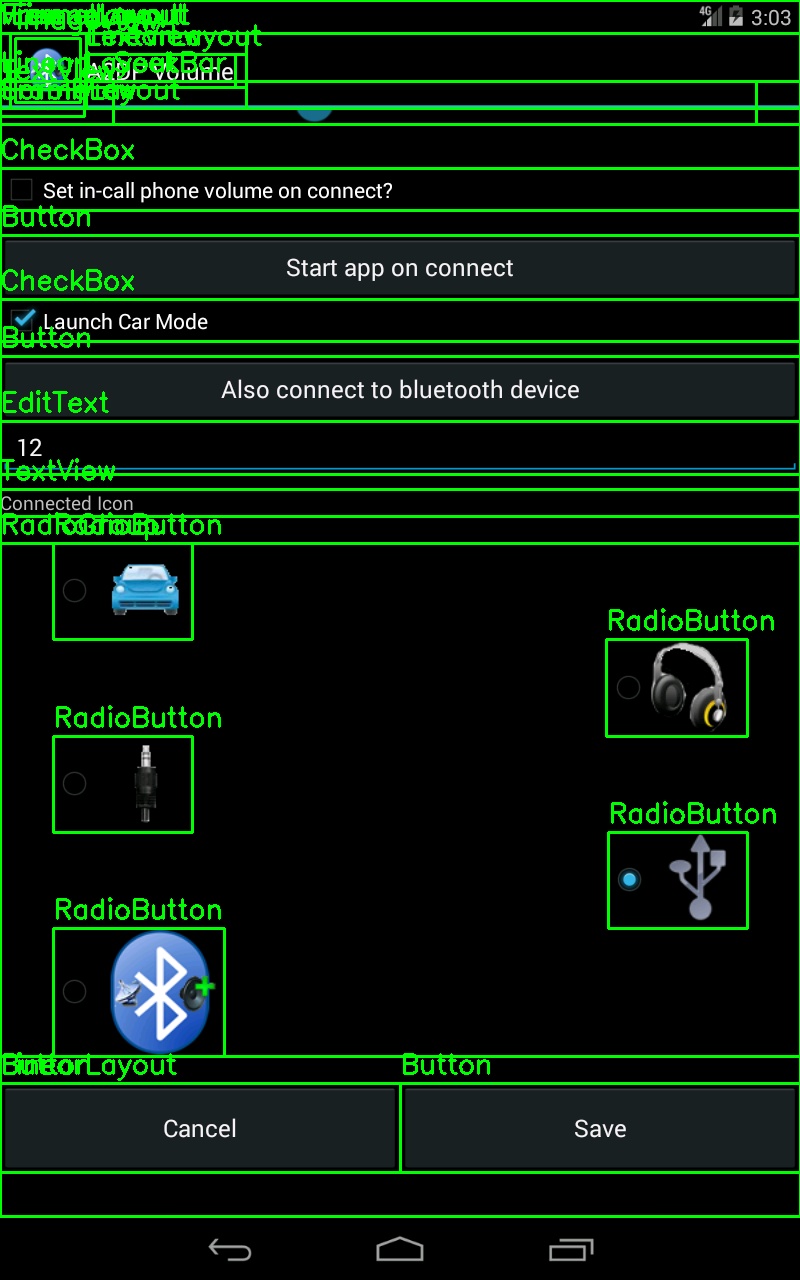 4G 3:03
A2DP Volume
CheckBox
Set in-call phone volume on connect?
Button
Start app on connect
CheckBox
Launch Car Mode
Button
Also connect to bluetooth device
EditText
12
TextView
Connected Icon
RadioGroup RadioButton
RadioButton
RadioButton
RadioButton
RadioButton
LinearLayout Button
Button
Cancel Save